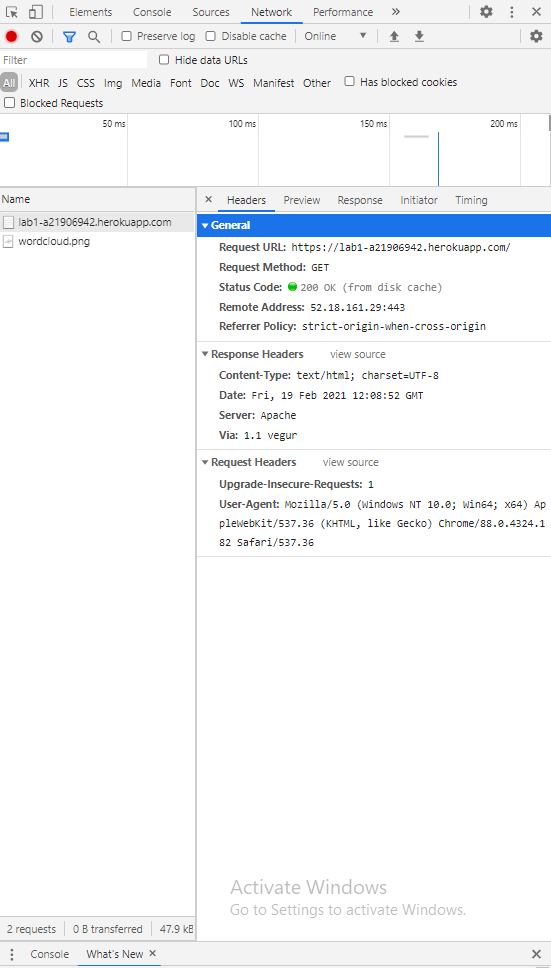 Elements Console Sources Network Performance »
Preserve log Disable cache Online
Filter Hide data URLs
All XHR JS CSS Img Media Font Doc WS Manifest Other Has blocked cookies
Blocked Requests
50 ms 100 ms 150 ms 200 ms
Name
lab1-a21906942.herokuapp.com
wordcloud.png
× Headers Preview Response Initiator Timing
General
Request URL: https://lab1-a21906942.herokuapp.com/
Request Method: GET
Status Code: 200 OK (from disk cache)
Remote Address: 52.18.161.29:443
Referrer Policy: strict-origin-when-cross-origin
Response Headers view source
Content-Type: text/html; charset=UTF-8
Date: Fri, 19 Feb 2021 12:08:52 GMT
Server: Apache
Via: 1.1 vegur
Request Headers view source
Upgrade-Insecure-Requests: 1
User-Agent: Mozilla/5.0 (Windows NT 10.0; Win64; x64) Ap
pleWebKit/537.36 (KHTML, like Gecko) Chrome/88.0.4324.1
82 Safari/537.36
Activate Windows
Go to Settings to activate Windows.
2 requests 0 B transferred 47.9 kB
Console What's New ×